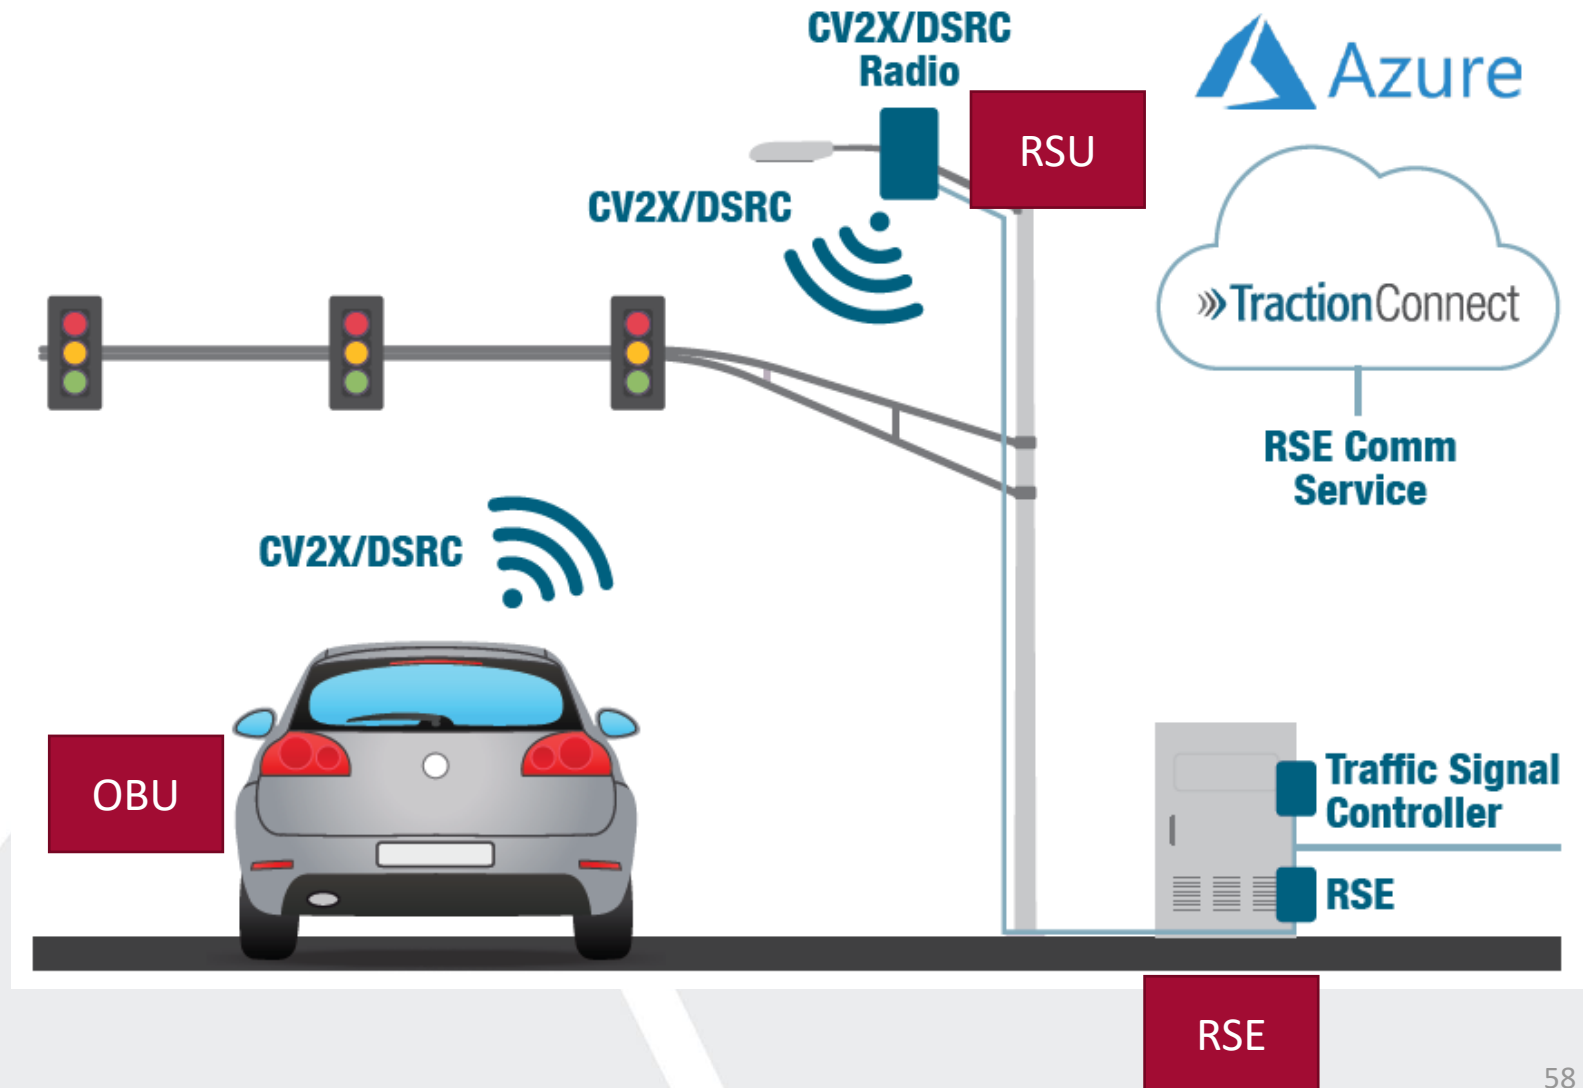 CV2X/DSRC
Radio
Azure
RSU
CV2X/DSRC
TractionConnect
RSE Comm
Service
CV2X/DSRC
OBU
Traffic Signal
Controller
RSE
RSE
58